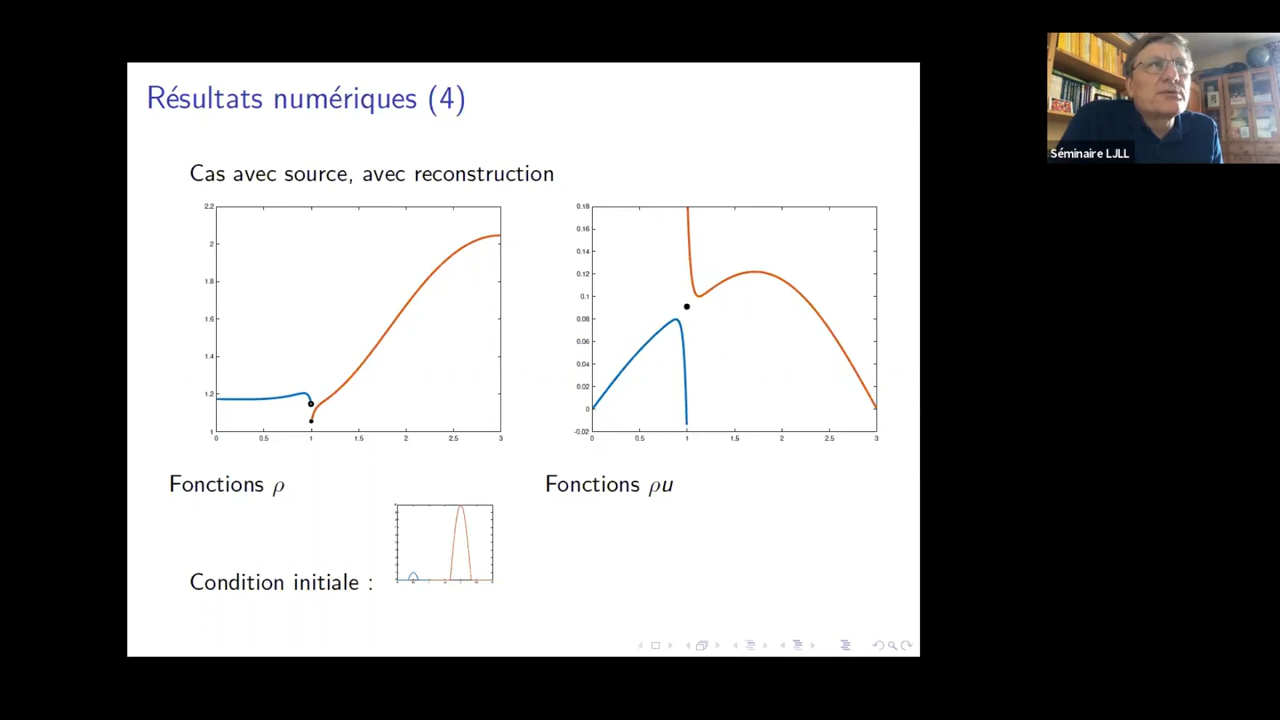 Résultats numériques (4)
Séminaire LJLL
Cas avec source, avec reconstruction
2.2
2
1.8
1.6
1.4
1.2
1
0 0.5 1 1.5 2 2.5 3
0.18
0.16
0.14
0.12
0.1
0.08
0.06
0.04
0.02
0
-0.02
0 0.5 1 1.5 2 2.5 3
Fonctions ρ
Fonctions ρu
Condition initiale :